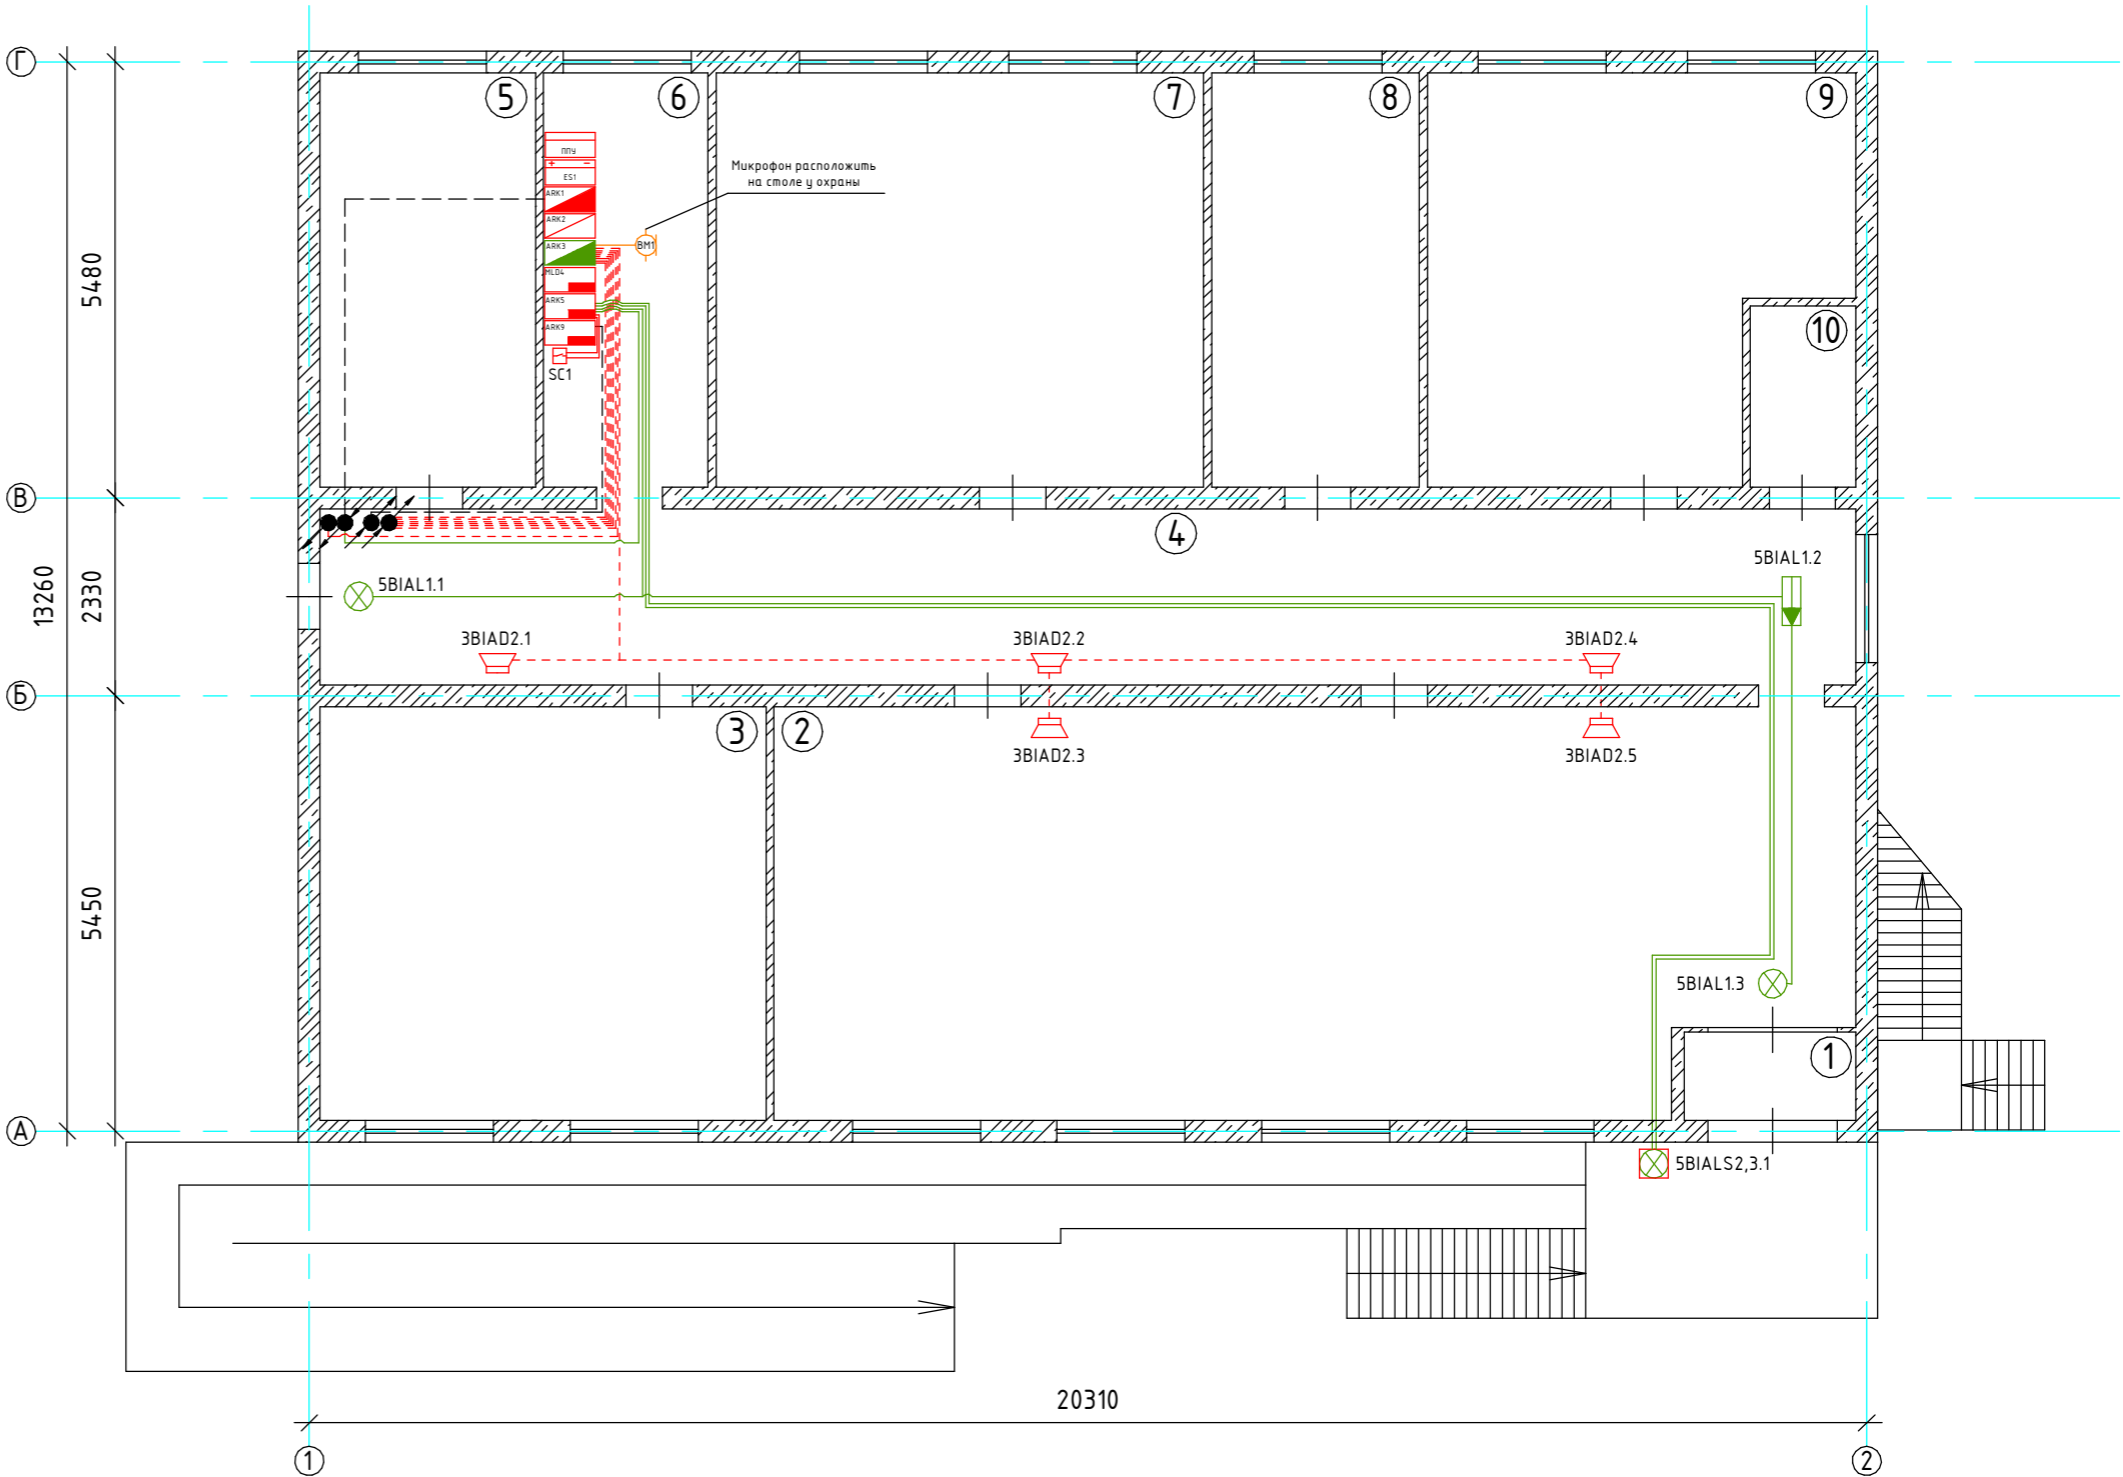 Г
5
6
7
8
9
ППУ
+ −
ES1
ARK1
ARK2
ARK3
MLD4
ARK5
ARK9
SC1
BM1
Микрофон расположить
на столе у охраны
10
5480
В
4
13260
2330
5BIAL1.1
5BIAL1.2
3BIAD2.1
3BIAD2.2
3BIAD2.4
Б
3
2
3BIAD2.3
3BIAD2.5
5450
5BIAL1.3
1
А
5BIALS2,3.1
20310
1
2